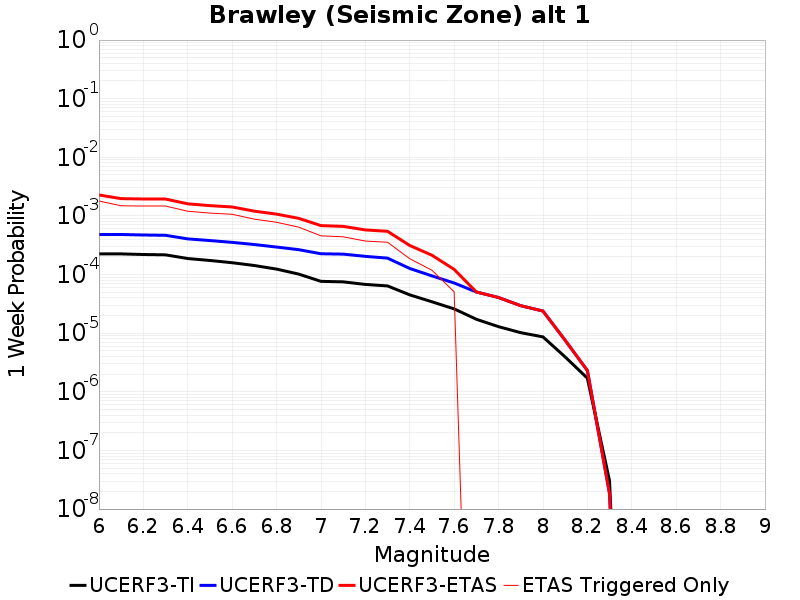 Brawley (Seismic Zone) alt 1
1 Week Probability
10^0
10^-1
10^-2
10^-3
10^-4
10^-5
10^-6
10^-7
10^-8
6 6.2 6.4 6.6 6.8 7 7.2 7.4 7.6 7.8 8 8.2 8.4 8.6 8.8 9
Magnitude
UCERF3-TI UCERF3-TD UCERF3-ETAS ETAS Triggered Only